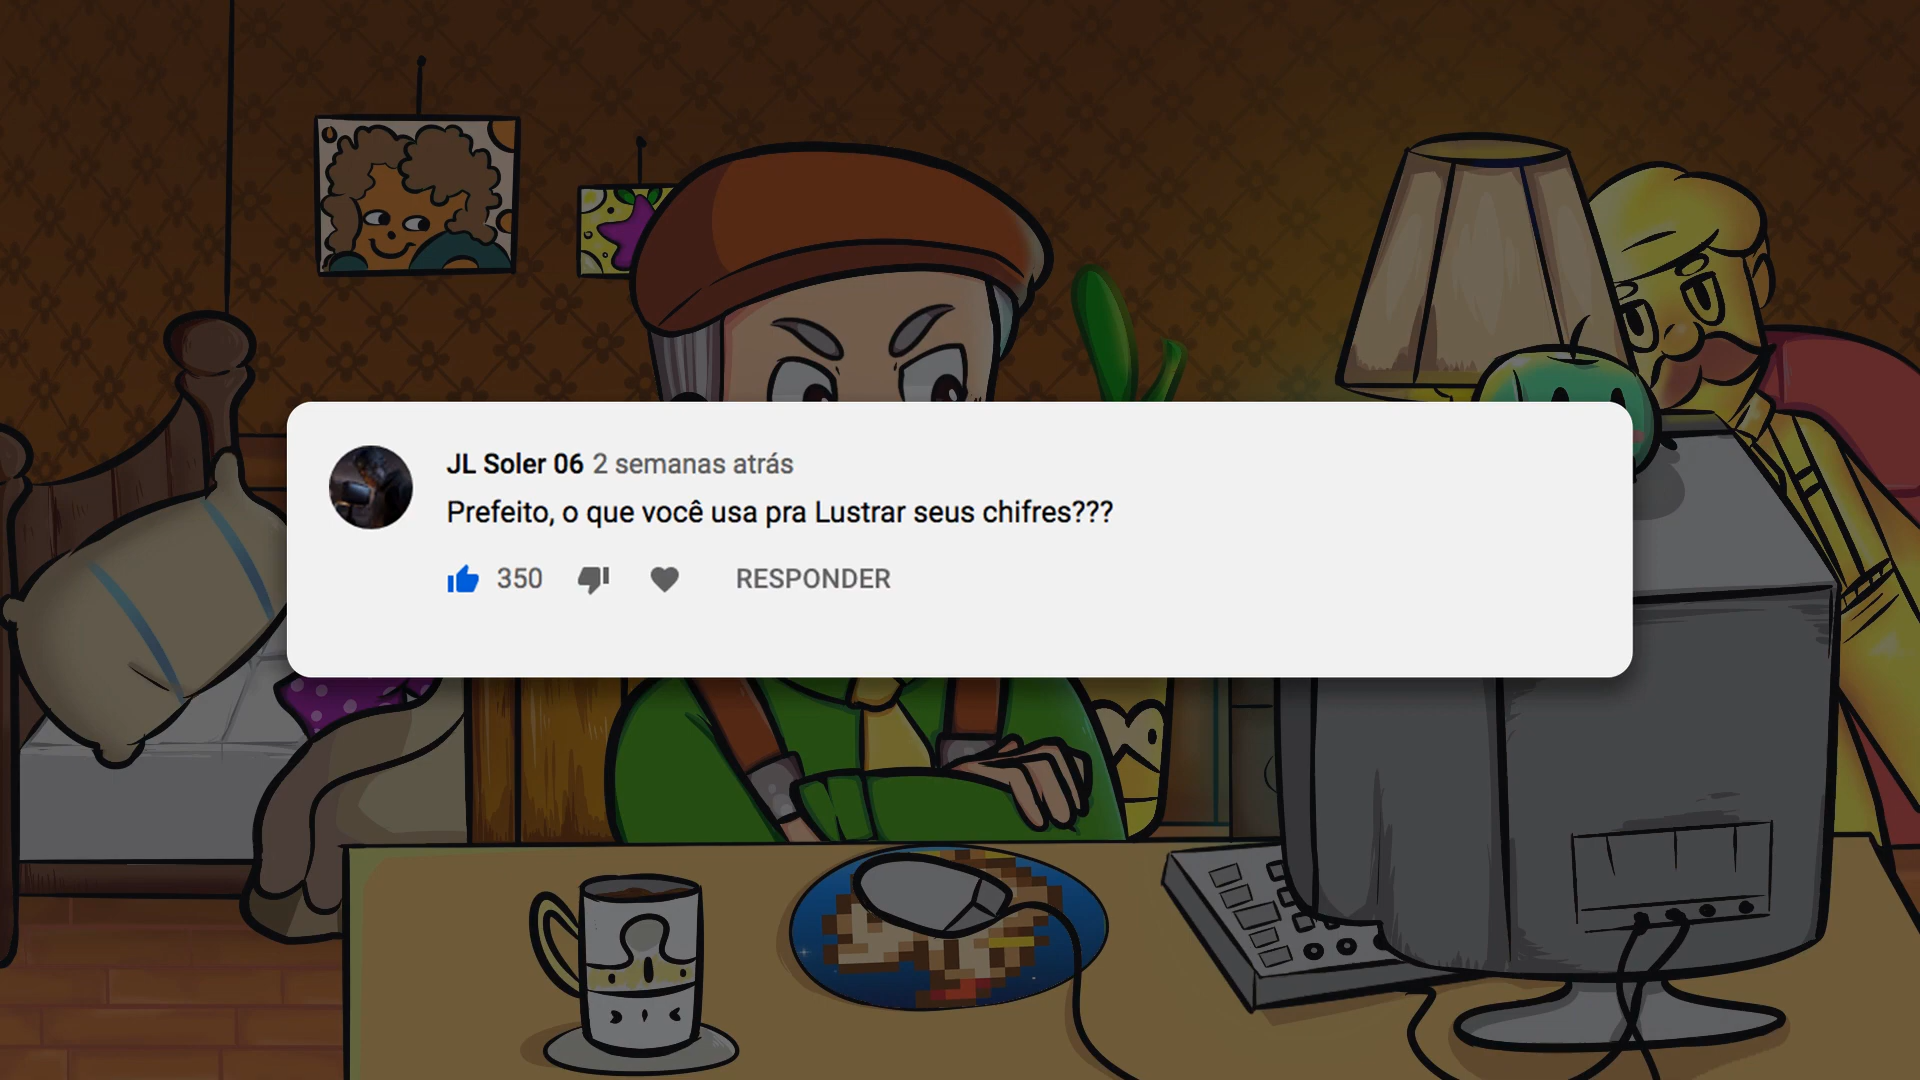 JL Soler 06 2 semanas atrás
Prefeito, o que você usa pra Lustrar seus chifres???
350 RESPONDER